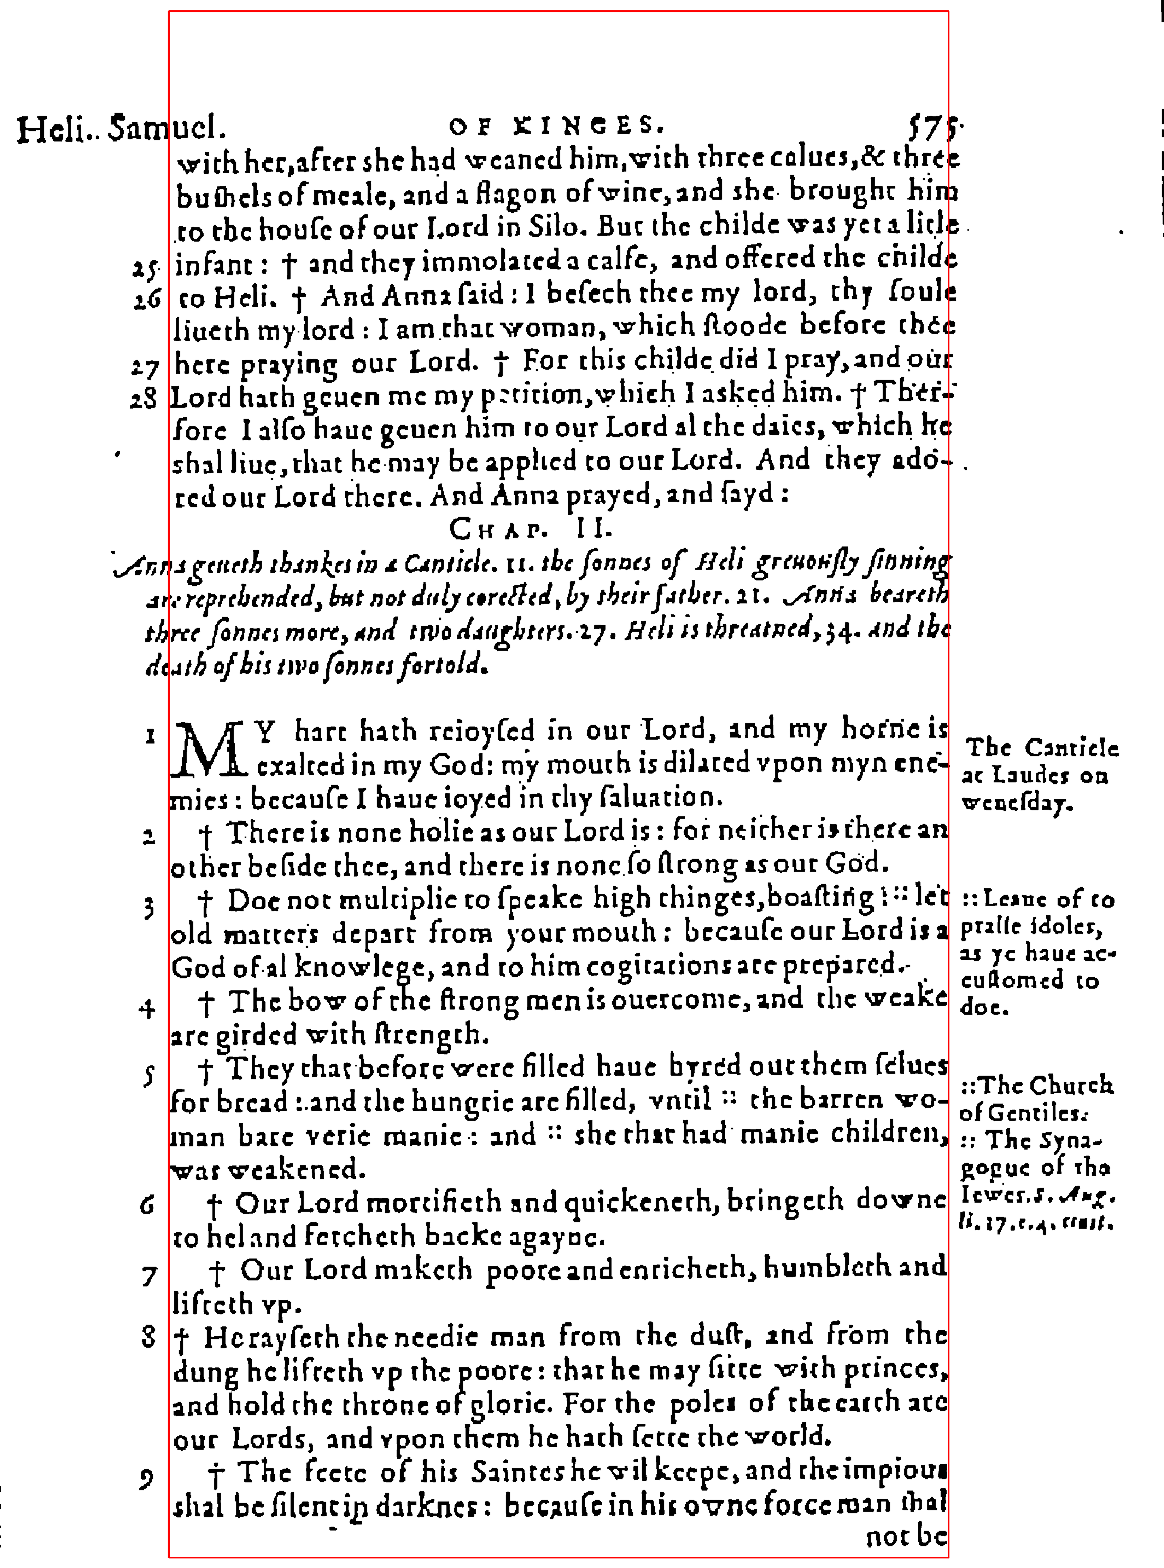 Heli.. Samuel. OF KINGES. 575.
with her, after she had weaned him, with three calues, & three
bushels of meale, and a flagon of wine, and she brought him
to the houſe of our Lord in Silo. But the childe was yet a litle
25 infant: † and they immolated a calfe, and offered the childe
26 to Heli. † And Anna ſaid: I beſech thee my lord, thy ſoule
liueth my lord: I am that woman, which ſtoode before thee
27 here praying our Lord. † For this childe did I pray, and our
28 Lord hath geuen me my petition, which I asked him. † Ther-
fore I alſo haue geuen him to our Lord al the daies, which he
shal liue, that he may be applied to our Lord. And they ado-
red our Lord there. And Anna prayed, and ſayd:
CHAP. II.
Anna geueth thankes in a Canticle. 11. the ſonnes of Heli greuouſly ſinning
are reprehended, but not duly corected, by their father. 21. Anna beareth
three ſonnes more, and two daughters. 27. Heli is threatned, 34. and the
death of his two ſonnes fortold.
1 MY hart hath reioyſed in our Lord, and my horne is
exalted in my God: my mouth is dilated vpon myn ene-
mies: becauſe I haue ioyed in thy ſaluation.
The Canticle
at Laudes on
weneſday.
2 † There is none holie as our Lord is: for neither is there an
other beſide thee, and there is none ſo ſtrong as our God.
3 † Doe not multiplie to ſpeake high thinges, boaſting: :: let
old matters depart from your mouth: becauſe our Lord is a
God of al knowlege, and to him cogitations are prepared.
:: Leaue of to
praiſe idoles,
as ye haue ac-
cuſtomed to
doe.
4 † The bow of the ſtrong men is ouercome, and the weake
are girded with ſtrength.
5 † They that before were filled haue hyred out them ſelues
for bread: and the hungrie are filled, vntil :: the barren wo-
man bare verie manie: and :: she that had manie children,
was weakened.
:: The Church
of Gentiles.
:: The Syna-
gogue of the
Iewes. S. Aug.
li. 17. c. 4. ciuit.
6 † Our Lord mortifieth and quickeneth, bringeth downe
to hel and fetcheth backe agayne.
7 † Our Lord maketh poore and enricheth, humbleth and
lifteth vp.
8 † He rayſeth the needie man from the duſt, and from the
dung he lifteth vp the poore: that he may ſitte with princes,
and hold the throne of glorie. For the poles of the earth are
our Lords, and vpon them he hath ſette the world.
9 † The feete of his Saintes he wil keepe, and the impious
shal be ſilent in darknes: becauſe in his owne force man shal
not be